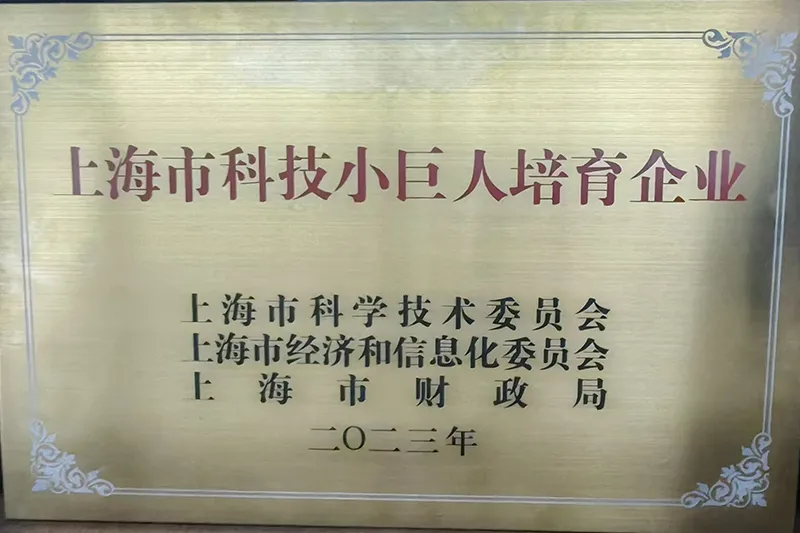 上海市科技小巨人培育企业
上海市科学技术委员会
上海市经济和信息化委员会
上海市财政局
二〇二三年